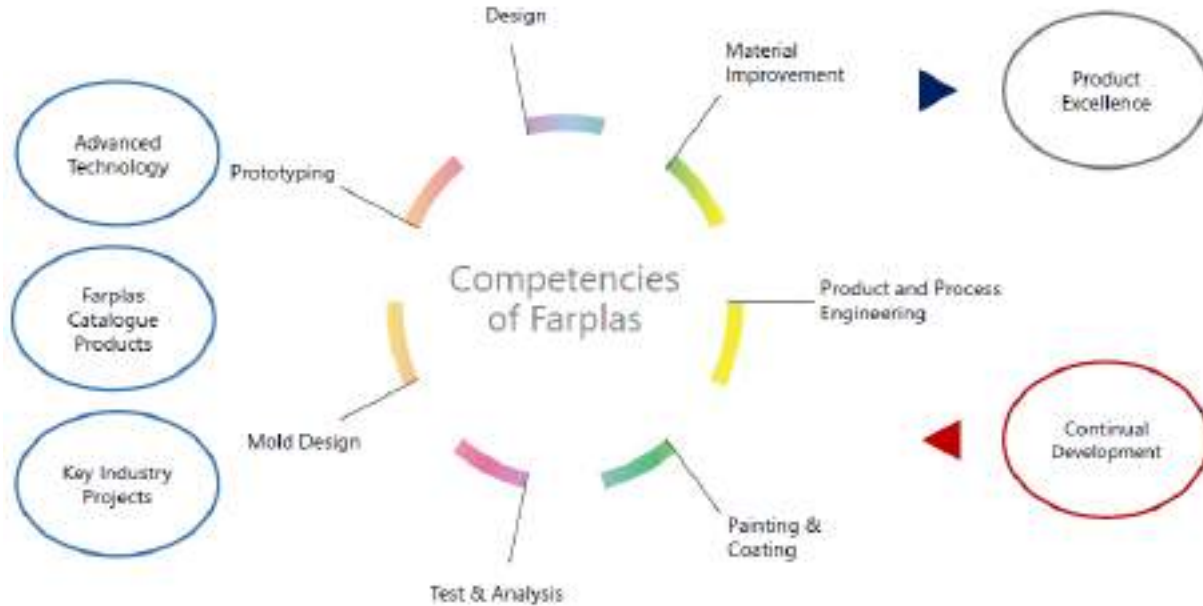 Design
Material
Improvement
Product
Excellence
Advanced
Technology
Prototyping
Competencies
of Farplas
Farplas
Catalogue
Products
Product and Process
Engineering
Mold Design
Continual
Development
Key Industry
Projects
Painting &
Coating
Test & Analysis